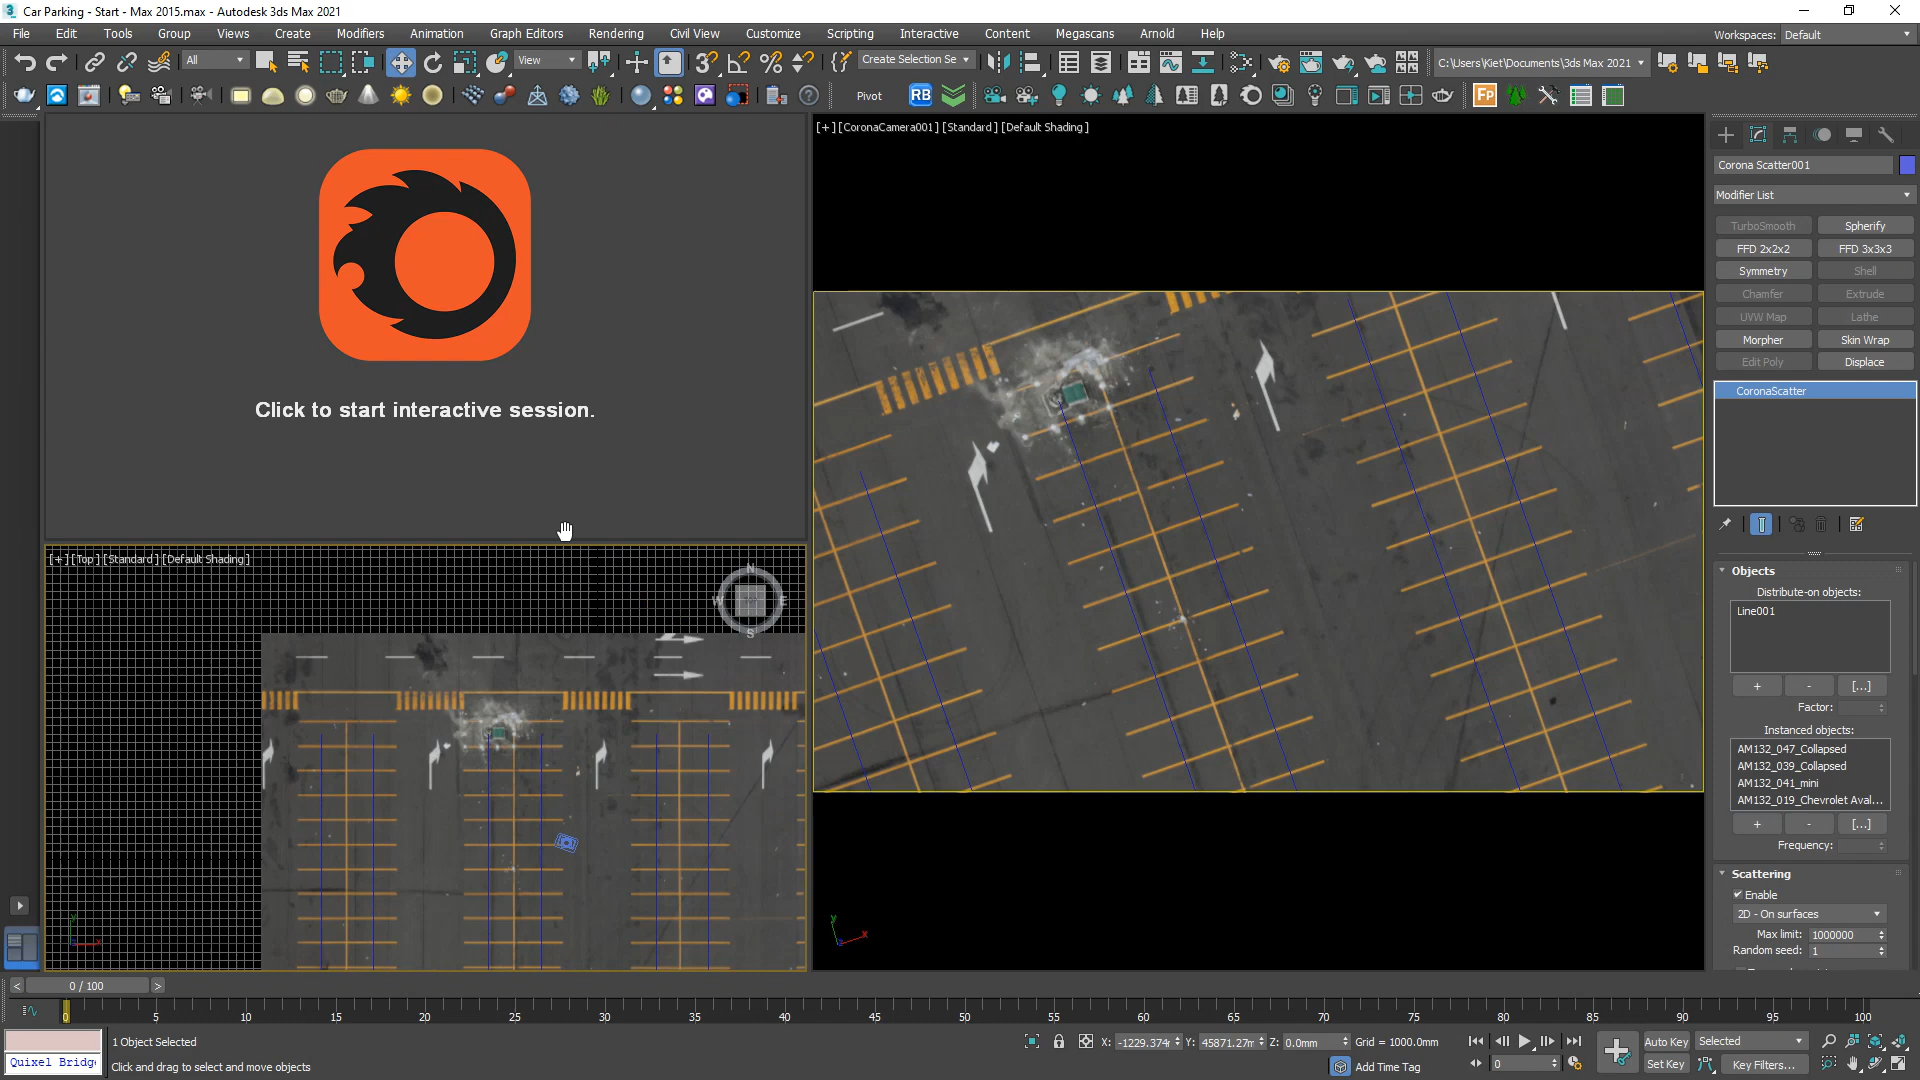 Car Parking - Start - Max 2015.max - Autodesk 3ds Max 2021
File Edit Tools Group Views Create Modifiers Animation Graph Editors Rendering Civil View Customize Scripting Interactive Content Megascans Arnold Help
Workspaces: Default
All View Create Selection Se C:\Users\Kiet\Documents\3ds Max 2021
Pivot RB Fp
[+] [CoronaCamera001] [Standard] [Default Shading]
Click to start interactive session.
[+] [Top] [Standard] [Default Shading]
N
W TOP E
S
y
x
y
x
Corona Scatter001
Modifier List
TurboSmooth Spherify
FFD 2x2x2 FFD 3x3x3
Symmetry Shell
Chamfer Extrude
UVW Map Lathe
Morpher Skin Wrap
Edit Poly Displace
CoronaScatter
Objects
Distribute-on objects:
Line001
+ - [...]
Factor:
Instanced objects:
AM132_047_Collapsed
AM132_039_Collapsed
AM132_041_mini
AM132_019_Chevrolet Aval...
+ - [...]
Frequency:
Scattering
Enable
2D - On surfaces
Max limit: 1000000
Random seed: 1
< 0 / 100 >
0 5 10 15 20 25 30 35 40 45 50 55 60 65 70 75 80 85 90 95 100
1 Object Selected
X: -1229.374r Y: 45871.27m Z: 0.0mm Grid = 1000.0mm
Auto Key Selected
Quixel Bridg
Click and drag to select and move objects
Add Time Tag
0
Set Key Key Filters...